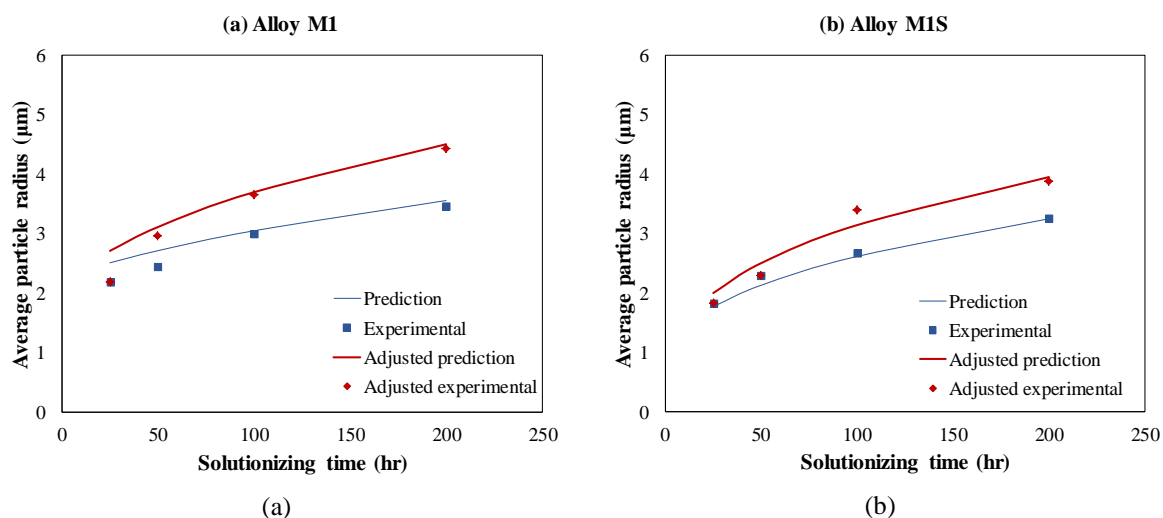 (a) Alloy M1
Average particle radius (μm)
6
5
4
3
2
1
0
0 50 100 150 200 250
Solutionizing time (hr)
Prediction
Experimental
Adjusted prediction
Adjusted experimental
(a)
(b) Alloy M1S
Average particle radius (μm)
6
5
4
3
2
1
0
0 50 100 150 200 250
Solutionizing time (hr)
Prediction
Experimental
Adjusted prediction
Adjusted experimental
(b)